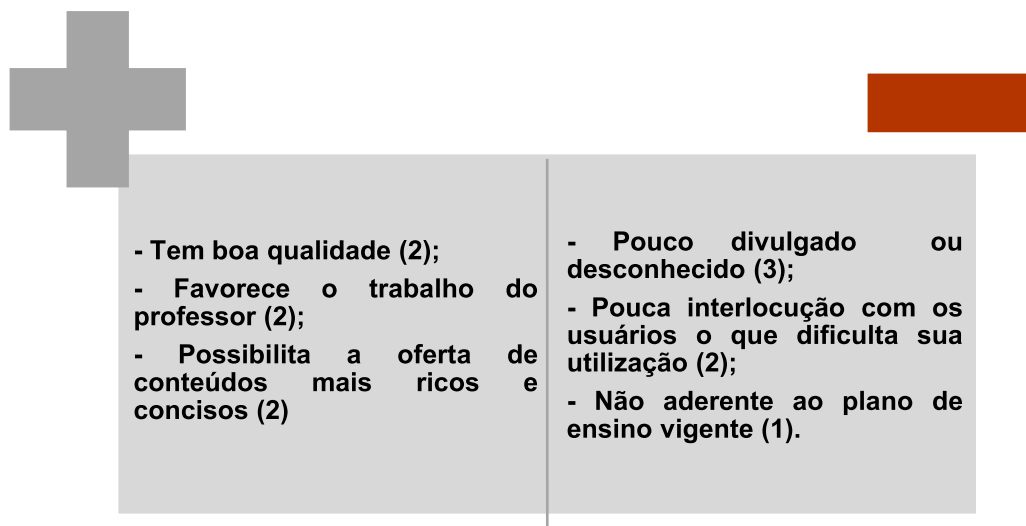 - Tem boa qualidade (2);
- Favorece o trabalho do
professor (2);
- Possibilita a oferta de
conteúdos mais ricos e
concisos (2)
- Pouco divulgado ou
desconhecido (3);
- Pouca interlocução com os
usuários o que dificulta sua
utilização (2);
- Não aderente ao plano de
ensino vigente (1).